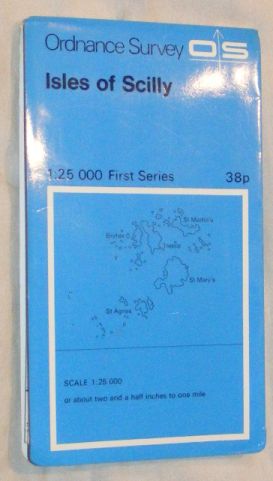 Ordnance Survey OS
Isles of Scilly
1:25 000 First Series 38p
St Martin's
Bryher
Tresco
St Mary's
St Agnes
SCALE 1:25 000
or about two and a half inches to one mile